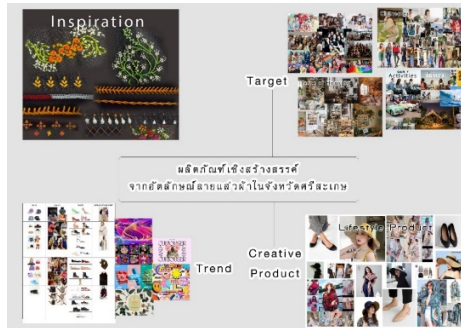 Inspiration
Target
Activities
ผลิตภัณฑ์เชิงสร้างสรรค์
จากอัตลักษณ์ลายแส่วผ้าในจังหวัดศรีสะเกษ
Lifestyle Product
Trend
Creative
Product